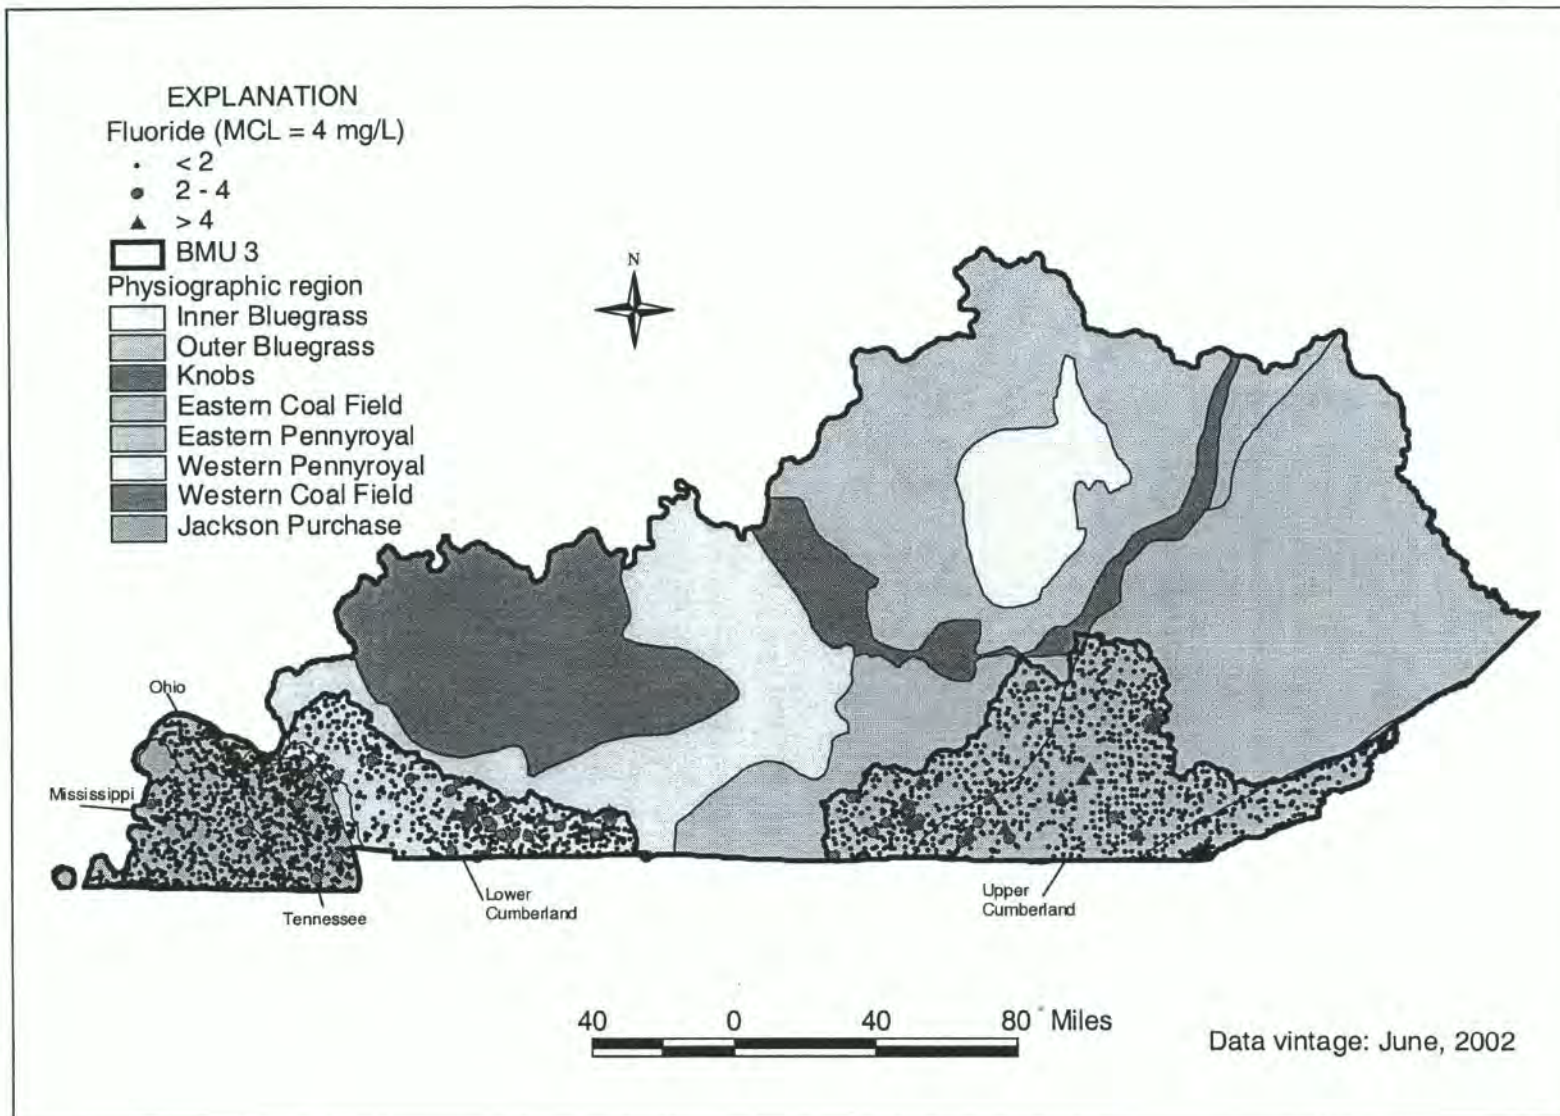 EXPLANATION
Fluoride (MCL = 4 mg/L)
< 2
2 - 4
> 4
BMU 3
Physiographic region
Inner Bluegrass
Outer Bluegrass
Knobs
Eastern Coal Field
Eastern Pennyroyal
Western Pennyroyal
Western Coal Field
Jackson Purchase
N
Ohio
Mississippi
Tennessee
Lower
Cumberland
Upper
Cumberland
40 0 40 80 Miles
Data vintage: June, 2002